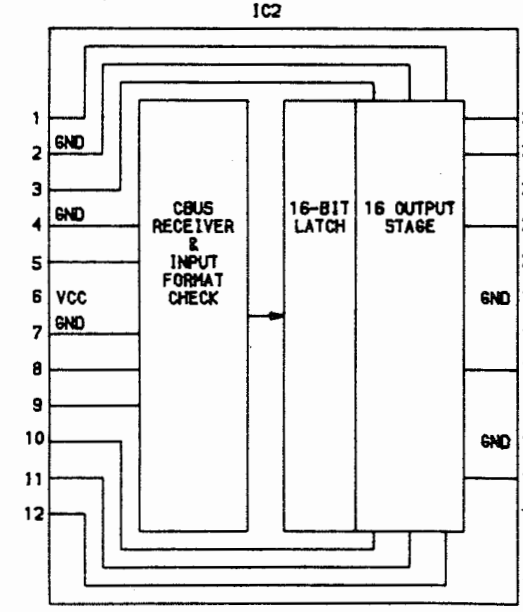 IC2
1
GND
2
3
GND
4
5
6 VCC
GND
7
8
9
10
11
12
CBUS
RECEIVER
&
INPUT
FORMAT
CHECK
16-BIT
LATCH
16 OUTPUT
STAGE
GND
GND